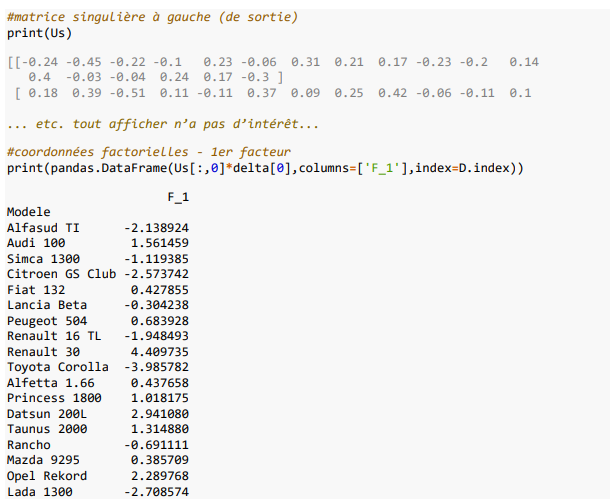 #matrice singulière à gauche (de sortie)
print(Us)
[[-0.24 -0.45 -0.22 -0.1   0.23 -0.06  0.31  0.21  0.17 -0.23 -0.2   0.14
   0.4  -0.03 -0.04  0.24  0.17 -0.3 ]
 [ 0.18  0.39 -0.51  0.11 -0.11  0.37  0.09  0.25  0.42 -0.06 -0.11  0.1
... etc. tout afficher n’a pas d’intérêt...
#coordonnées factorielles - 1er facteur
print(pandas.DataFrame(Us[:,0]*delta[0],columns=['F_1'],index=D.index))
F_1
Modele
Alfasud TI      -2.138924
Audi 100         1.561459
Simca 1300      -1.119385
Citroen GS Club -2.573742
Fiat 132         0.427855
Lancia Beta     -0.304238
Peugeot 504      0.683928
Renault 16 TL   -1.948493
Renault 30       4.409735
Toyota Corolla  -3.985782
Alfetta 1.66     0.437658
Princess 1800    1.018175
Datsun 200L      2.941080
Taunus 2000      1.314880
Rancho          -0.691111
Mazda 9295       0.385709
Opel Rekord      2.289768
Lada 1300       -2.708574